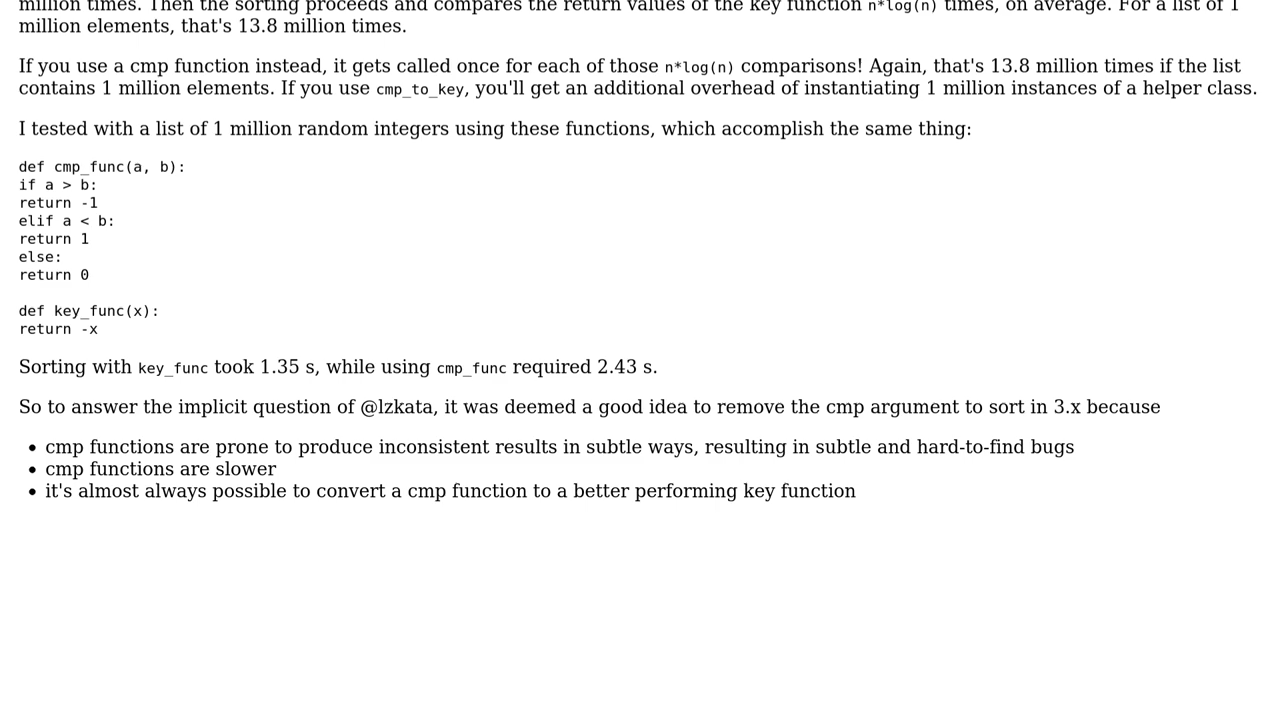 million times. Then the sorting proceeds and compares the return values of the key function n*log(n) times, on average. For a list of 1
million elements, that's 13.8 million times.
If you use a cmp function instead, it gets called once for each of those n*log(n) comparisons! Again, that's 13.8 million times if the list
contains 1 million elements. If you use cmp_to_key, you'll get an additional overhead of instantiating 1 million instances of a helper class.
I tested with a list of 1 million random integers using these functions, which accomplish the same thing:
def cmp_func(a, b):
if a > b:
return -1
elif a < b:
return 1
else:
return 0
def key_func(x):
return -x
Sorting with key_func took 1.35 s, while using cmp_func required 2.43 s.
So to answer the implicit question of @lzkata, it was deemed a good idea to remove the cmp argument to sort in 3.x because
• cmp functions are prone to produce inconsistent results in subtle ways, resulting in subtle and hard-to-find bugs
• cmp functions are slower
• it's almost always possible to convert a cmp function to a better performing key function